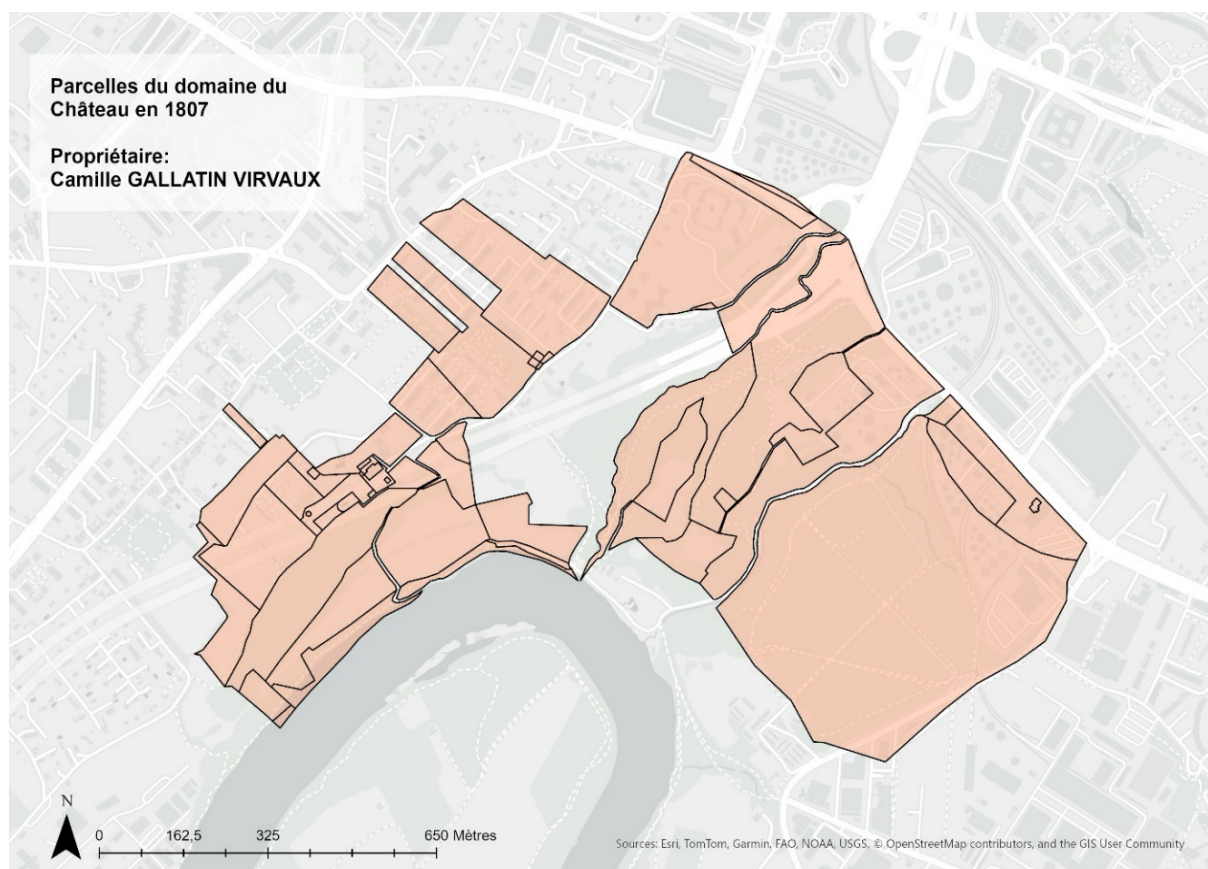 Parcelles du domaine du
Château en 1807
Propriétaire:
Camille GALLATIN VIRVAUX
N
0 162,5 325 650 Mètres
Sources: Esri, TomTom, Garmin, FAO, NOAA, USGS, © OpenStreetMap contributors, and the GIS User Community